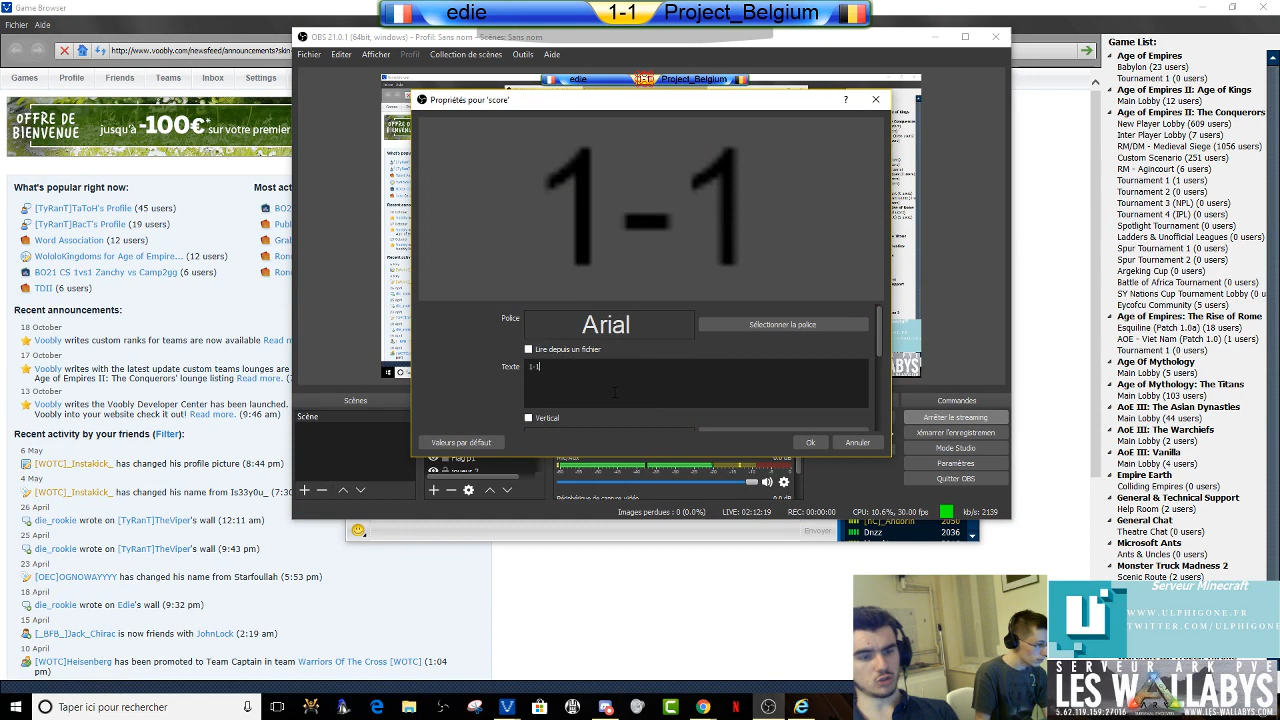 Game Browser
Fichier Aide
edie 1-1 Project_Belgium
http://www.voobly.com/newsfeed/announcements?skin
Games Profile Friends Teams Inbox Settings
OFFRE DE
BIENVENUE
jusqu'à -100€* sur votre premier
What's popular right now:
[TyRanT]TaToH's Profile (45 users)
[TyRanT]BacT's Profile (19 users)
Word Association (12 users)
WololoKingdoms for Age of Empire...
BO21 CS 1vs1 Zanchy vs Camp2gg (6 users)
TDII (6 users)
Most act
Recent announcements:
18 October
Voobly writes custom ranks for teams are now available.
17 October
Voobly with the latest update custom teams lounges are
Age of Empires II: The Conquerors' lounge listing Read more.
13 October
Voobly writes the Voobly Developer Center has been launched.
your website check it out! Read more. (9:46 am)
Recent activity by your friends (Filter):
6 May
[WOTC]_Instakick_ has changed his profile picture (8:44 pm)
4 May
[WOTC]_Instakick_ has changed his name from Is33y0u_ (7:06
26 April
die_rookie wrote on [TyRanT]TheViper's wall (12:11 am)
25 April
die_rookie wrote on [TyRanT]TheViper's wall (9:43 pm)
24 April
[OEC]OGNOWAYYYY has changed his name from Starfoullah (5:53 pm)
23 April
die_rookie wrote on Edie's wall (9:32 pm)
15 April
[_BFB_]Jack_Chirac is now friends with JohnLock (2:19 am)
04 April
[WOTC]Heisenberg has been promoted to Team Captain in team Warriors Of The Cross [WOTC] (1:04
pm)
OBS 21.0.1 (64bit, windows) - Profil: Sans nom - Scènes: Sans nom
Fichier Editer Afficher Profil Collection de scènes Outils Aide
edie 1-1 Project_Belgium
Propriétés pour 'score'
1-1
Police Arial Sélectionner la police
Lire depuis un fichier
Texte 1-1
Vertical
Valeurs par défaut Ok Annuler
Scènes
Scène
Commandes
Arrêter le streaming
Mode Studio
Paramètres
Quitter OBS
Images perdues : 0 (0.0%) LIVE: 02:12:19 REC: 00:00:00 CPU: 10.6%, 30.00 fps kb/s: 2139
Envoyer
Dnzz 2036
Game List:
Age of Empires
Babylon (23 users)
Tournament 1 (0 users)
Age of Empires II: Age of Kings
Main Lobby (12 users)
Age of Empires II: The Conquerors
New Player Lobby (609 users)
Inter Player Lobby (7 users)
RM/DM - Medieval Siege (1056 users)
Custom Scenario (251 users)
RM - Agincourt (6 users)
Tournament 1 (2 users)
Tournament 2 (0 users)
Tournament 3 (NPL) (0 users)
Tournament 4 (IPL) (0 users)
Spectator Tournament (0 users)
Ladders & Unofficial Leagues (0 users)
Spur Tournament 1 (0 users)
Spur Tournament 2 (0 users)
Argeking Cup (0 users)
Battle of Africa Tournament (0 users)
SY Nations Cup Tournament (0 users)
Eycofcu Community (5 users)
Age of Empires: The Rise of Rome
Esquiline (Patch 1.0a) (18 users)
AOE - Viet Nam (Patch 1.0) (1 users)
Age Of Mythology
Main Lobby (2 users)
Age of Mythology: The Titans
Main Lobby (103 users)
AoE III: The Asian Dynasties
Main Lobby (44 users)
AoE III: The Warchiefs
Main Lobby (2 users)
AoE III: Vanilla
Main Lobby (4 users)
Empire Earth
Colliding Empires (0 users)
General & Technical Support
Help Room (2 users)
General Chat
Theatre Chat (0 users)
Microsoft Ants
Ants & Uncles (0 users)
Monster Truck Madness 2
Scenic Route (2 users)
Serveur Minecraft
WWW.ULPHIGONE.FR
TWITTER.COM/ULPHIGONE
SERVEUR ARK PVE
LES WALLABYS
5.62.119.159:27016 WWW.LES-WALLABYS.COM
Taper ici pour rechercher